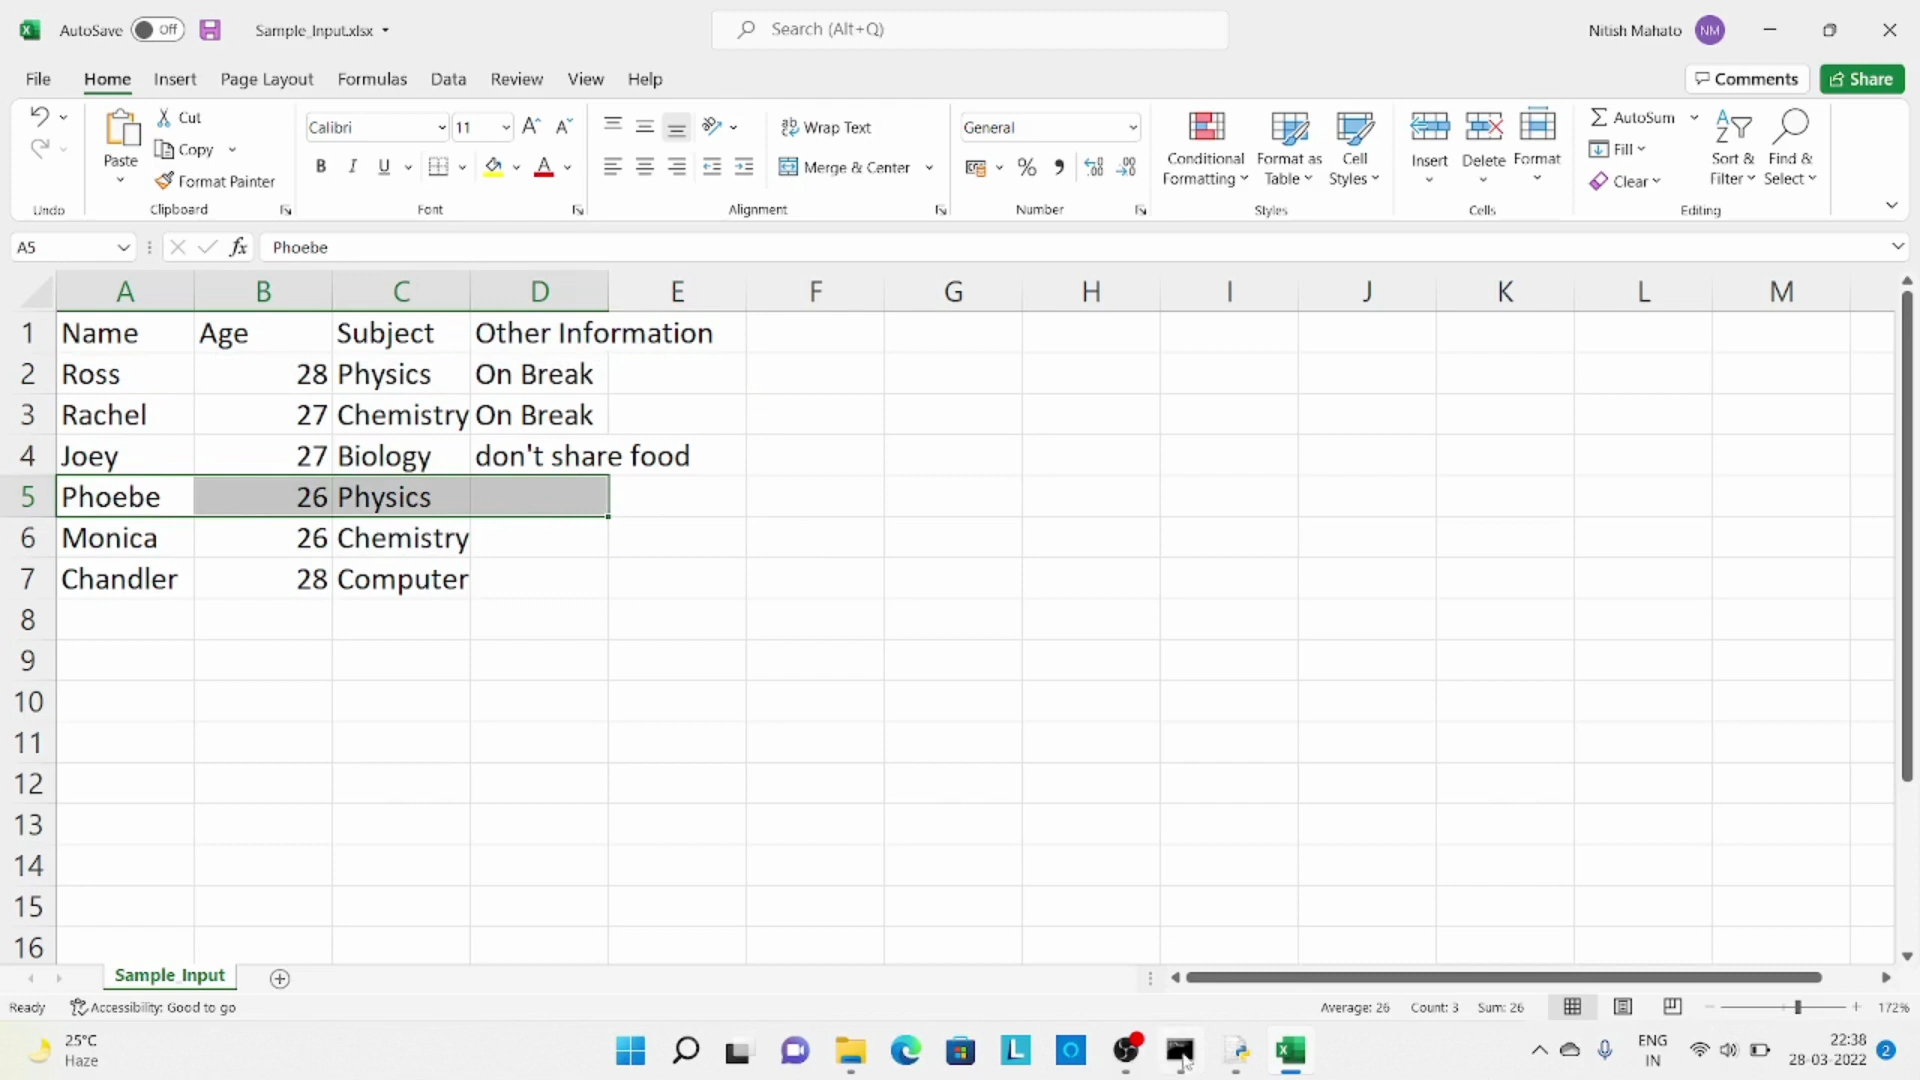 AutoSave Off Sample_Input.xlsx Search (Alt+Q) Nitish Mahato NM
File Home Insert Page Layout Formulas Data Review View Help Comments Share
Cut
Copy
Format Painter
Paste
Undo Clipboard
Calibri 11
B I U
Font
Wrap Text
Merge & Center
Alignment
General
%
Number
Conditional Formatting
Format as Table
Cell Styles
Styles
Insert Delete Format
Cells
AutoSum
Fill
Clear
Sort & Filter
Find & Select
Editing
A5 fx Phoebe
A B C D E F G H I J K L M
1 Name Age Subject Other Information
2 Ross 28 Physics On Break
3 Rachel 27 Chemistry On Break
4 Joey 27 Biology don't share food
5 Phoebe 26 Physics
6 Monica 26 Chemistry
7 Chandler 28 Computer
8
9
10
11
12
13
14
15
16
Sample_Input
Ready Accessibility: Good to go Average: 26 Count: 3 Sum: 26 172%
25°C
Haze
ENG
IN
22:38
28-03-2022
2